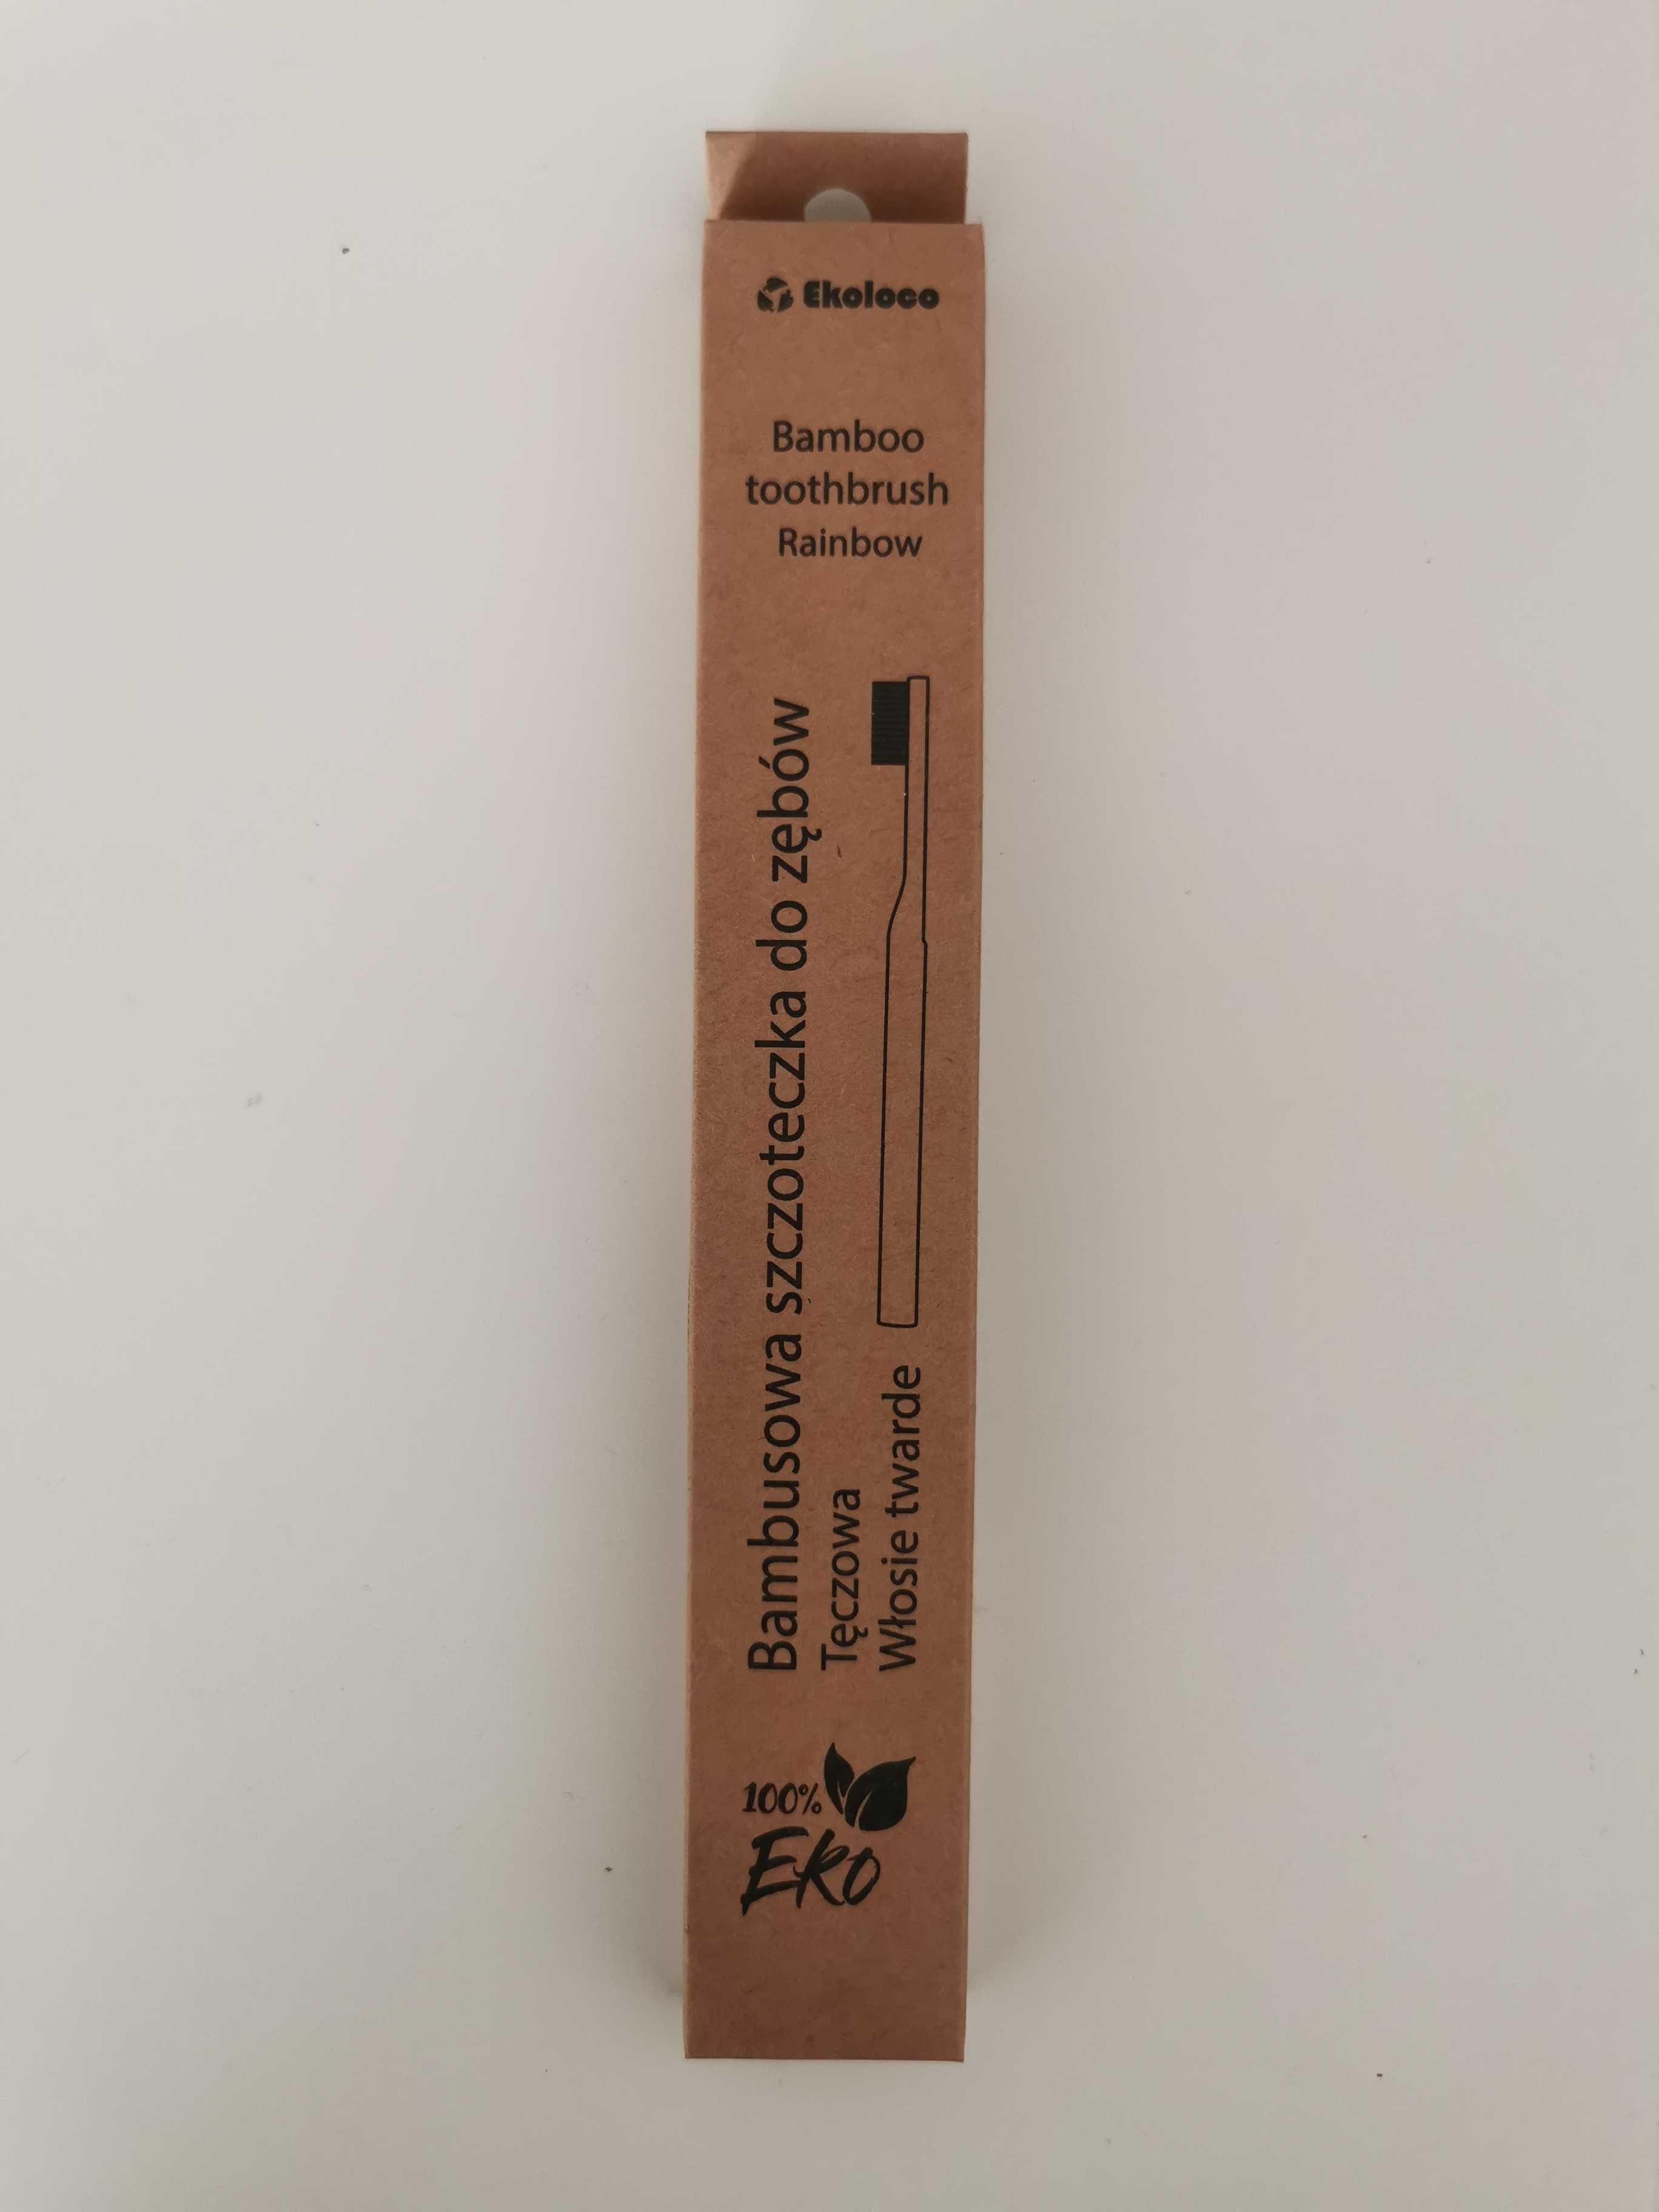 Ekoloco
Bamboo
toothbrush
Rainbow
Bambusowa szczoteczka do zębów
Tęczowa
Włosie twarde
100%
Eko